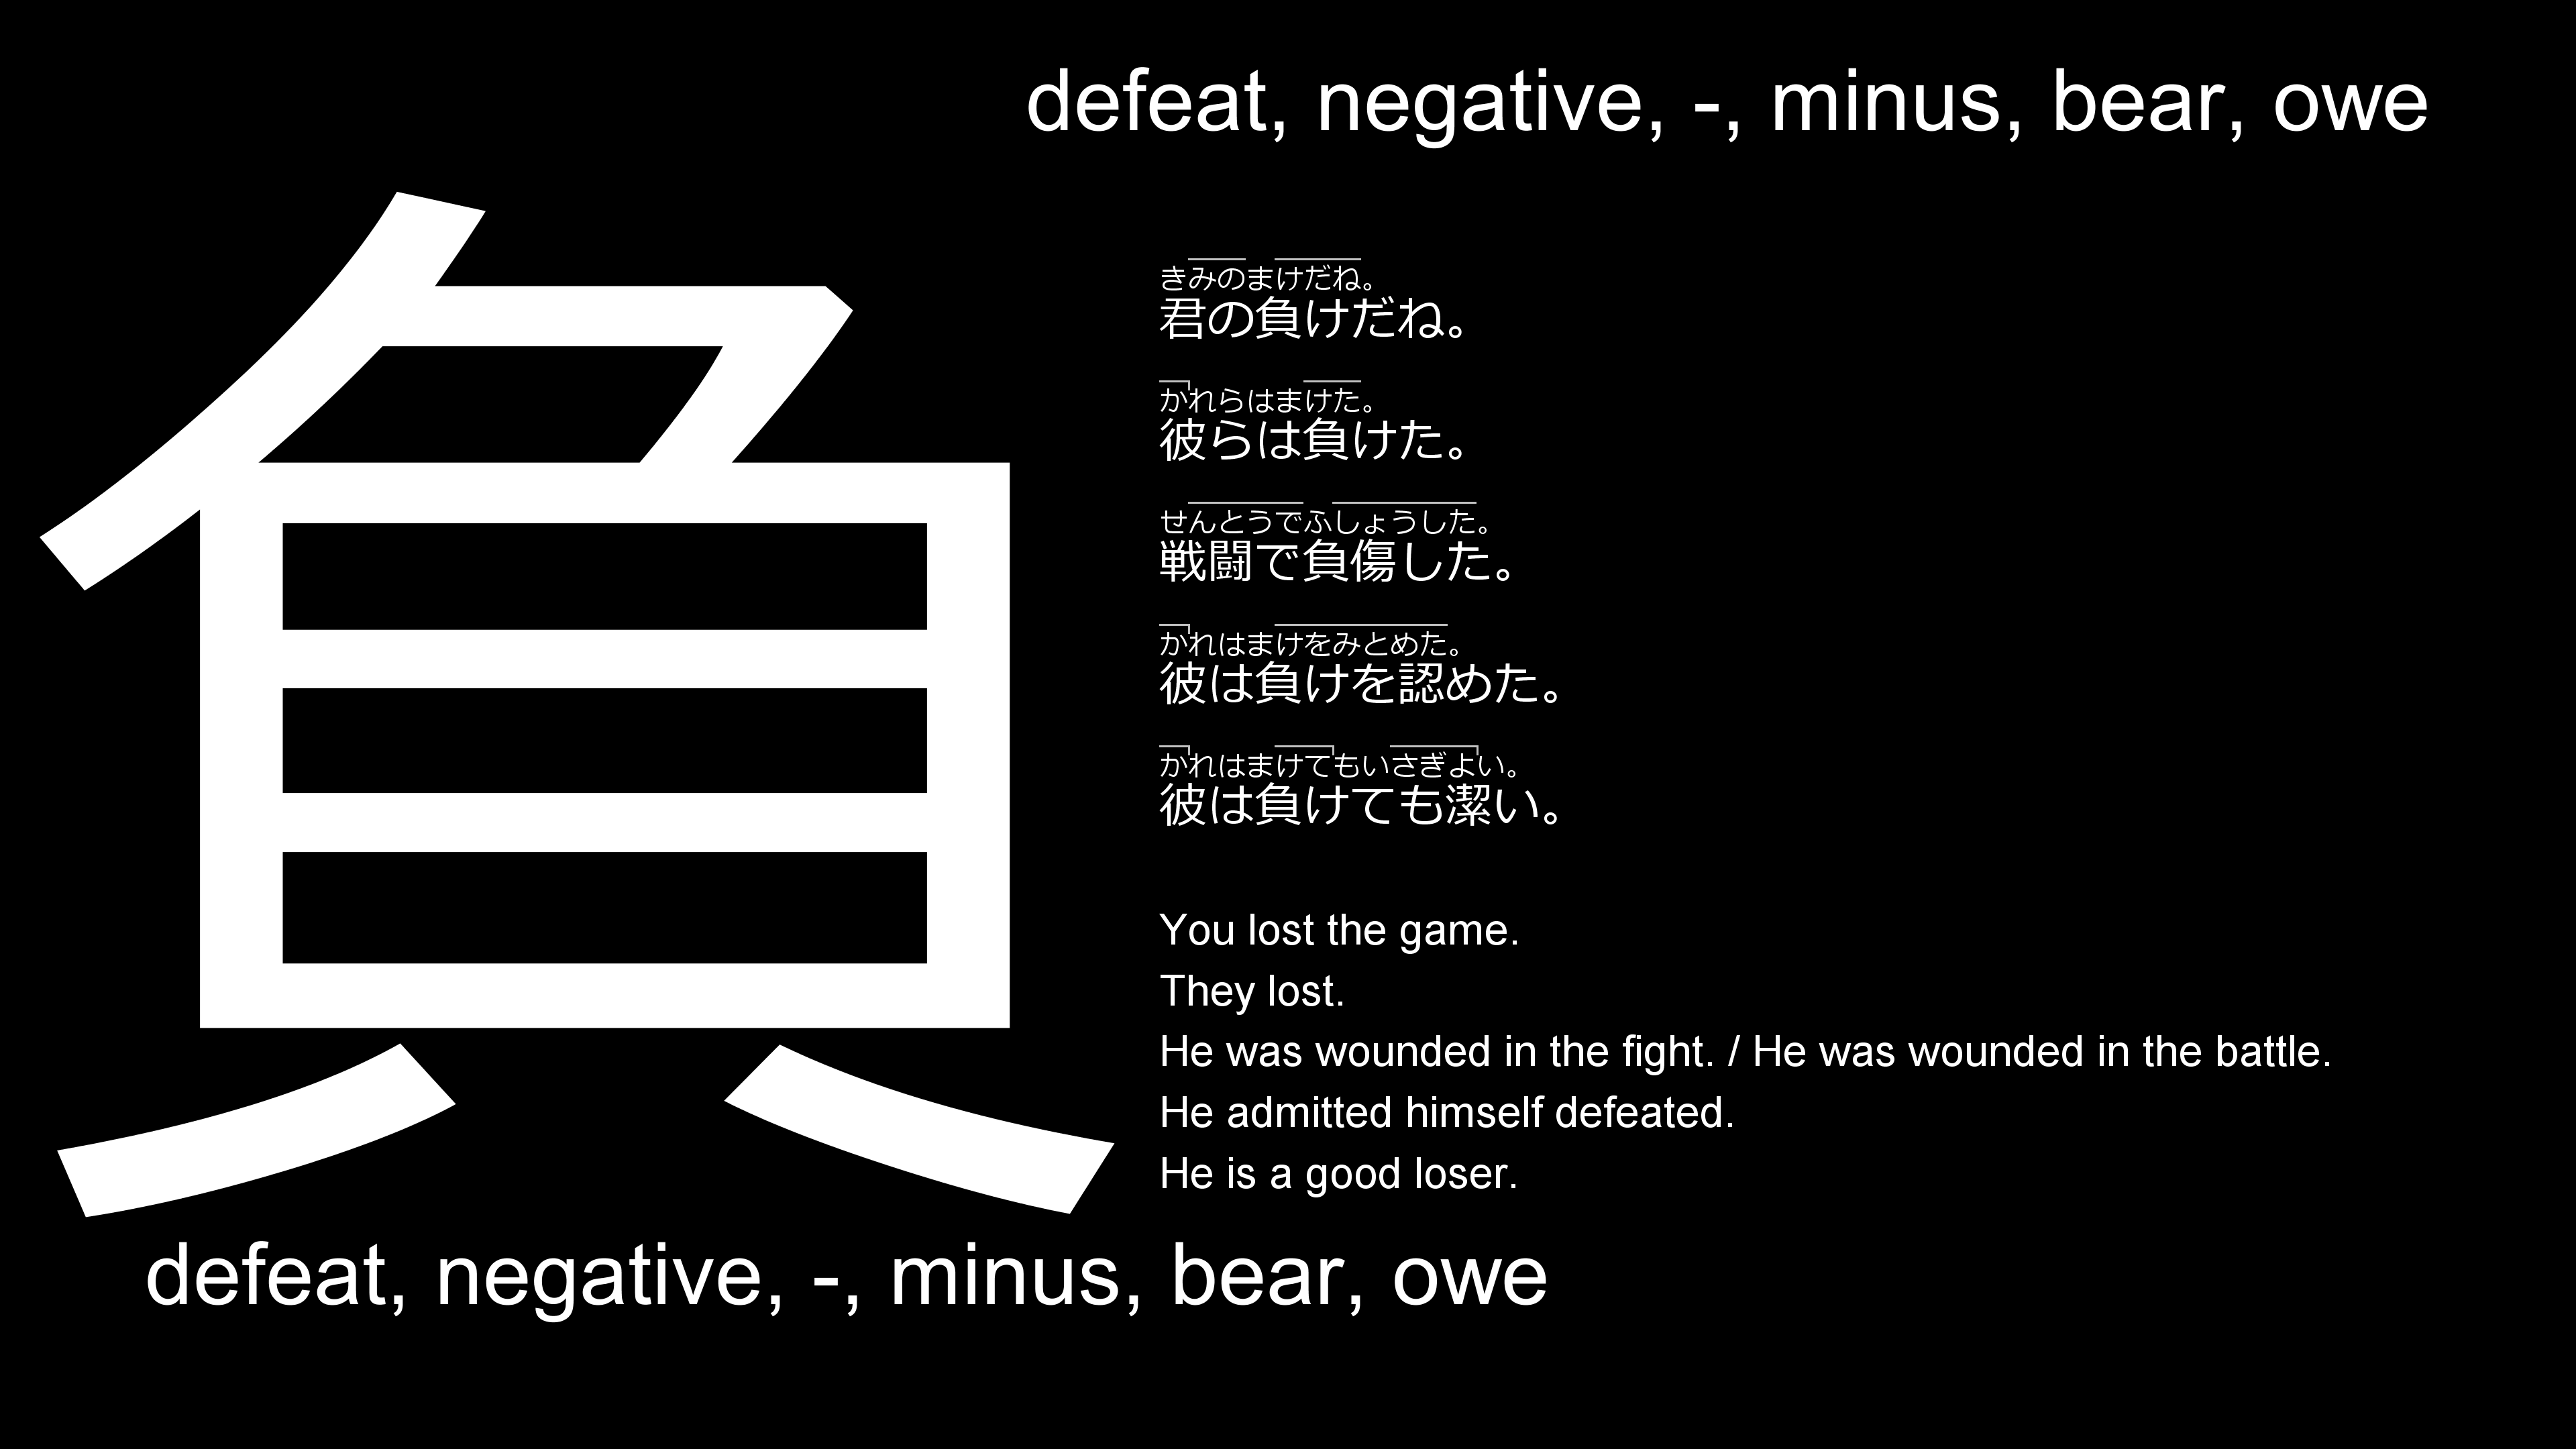 defeat, negative, -, minus, bear, owe
負
きみのまけだね。
君の負けだね。
かれらはまけた。
彼らは負けた。
せんとうでふしょうした。
戦闘で負傷した。
かれはまけをみとめた。
彼は負けを認めた。
かれはまけてもいさぎよい。
彼は負けても潔い。
You lost the game.
They lost.
He was wounded in the fight. / He was wounded in the battle.
He admitted himself defeated.
He is a good loser.
defeat, negative, -, minus, bear, owe